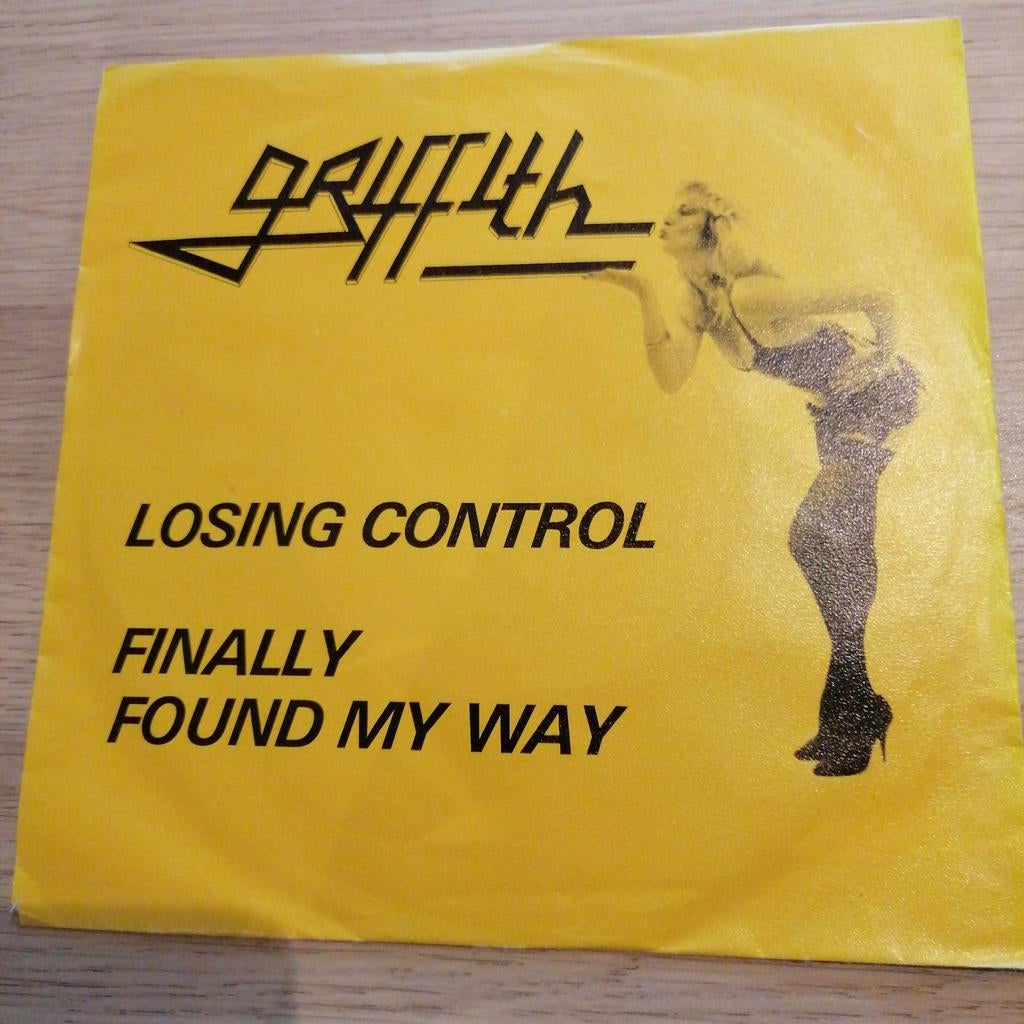 GRIFFITH
LOSING CONTROL
FINALLY
FOUND MY WAY